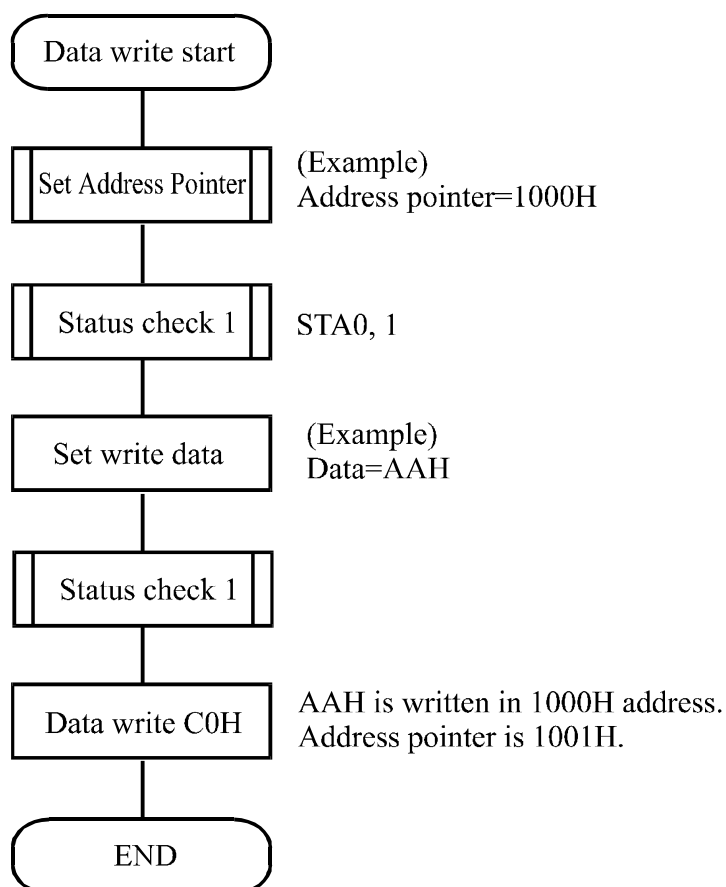 Data write start
Set Address Pointer
(Example)
Address pointer=1000H
Status check 1
STA0, 1
Set write data
(Example)
Data=AAH
Status check 1
Data write C0H
AAH is written in 1000H address.
Address pointer is 1001H.
END